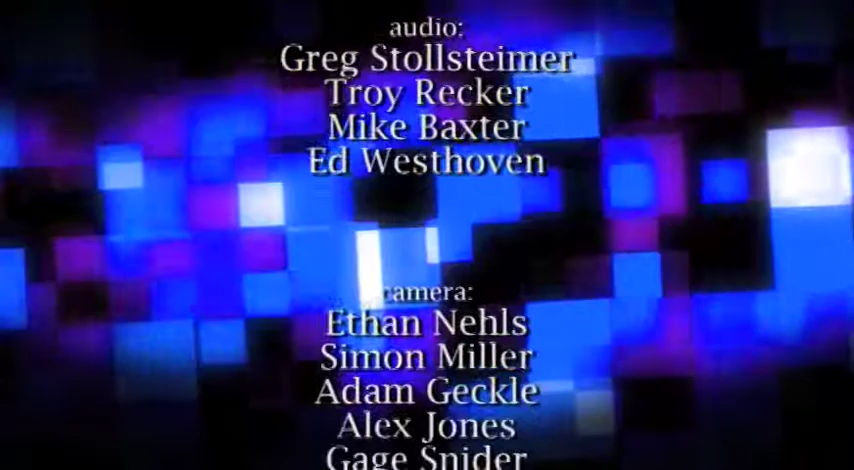 audio:
Greg Stollsteimer
Troy Recker
Mike Baxter
Ed Westhoven
camera:
Ethan Nehls
Simon Miller
Adam Geckle
Alex Jones
Gage Snider